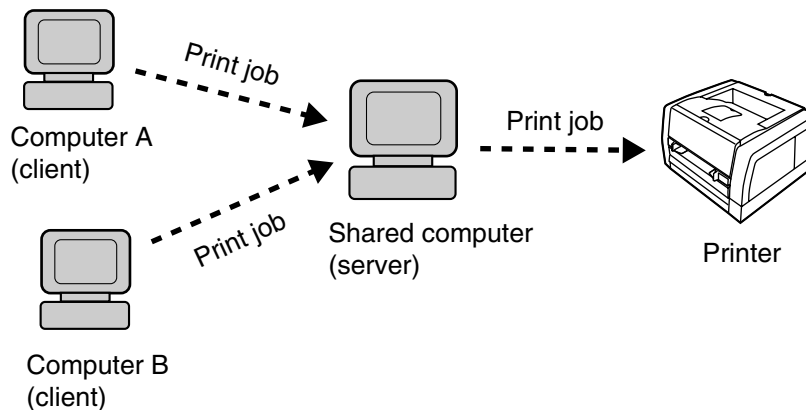 Print job
Computer A
(client)
Print job
Print job
Shared computer
(server)
Printer
Computer B
(client)